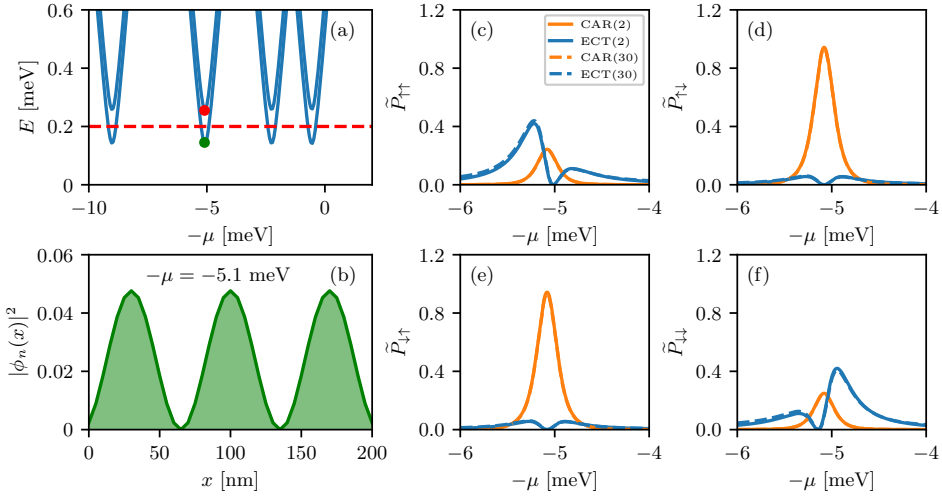 (a)
E [meV]
0.6
0.4
0.2
0
−10
−5
0
−μ [meV]
(c)
CAR(2)
ECT(2)
CAR(30)
ECT(30)
P̃↑↑
1.2
0.8
0.4
0.0
−6
−5
−4
−μ [meV]
(d)
P̃↑↓
1.2
0.8
0.4
0.0
−6
−5
−4
−μ [meV]
(b)
−μ = −5.1 meV
|ϕₙ(x)|²
0.06
0.04
0.02
0
0
50
100
150
200
x [nm]
(e)
P̃↓↑
1.2
0.8
0.4
0.0
−6
−5
−4
−μ [meV]
(f)
P̃↓↓
1.2
0.8
0.4
0.0
−6
−5
−4
−μ [meV]